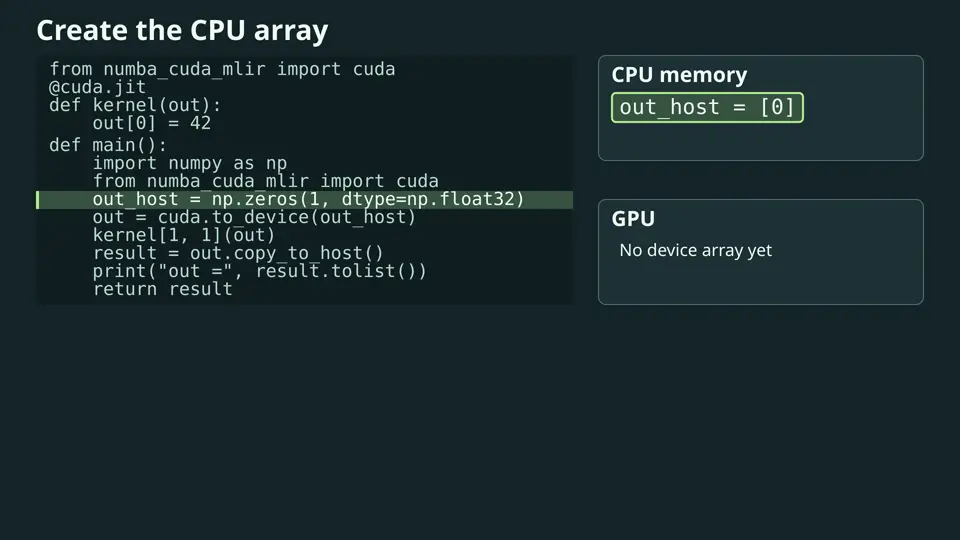 Create the CPU array
from numba_cuda_mlir import cuda
@cuda.jit
def kernel(out):
    out[0] = 42
def main():
    import numpy as np
    from numba_cuda_mlir import cuda
    out_host = np.zeros(1, dtype=np.float32)
    out = cuda.to_device(out_host)
    kernel[1, 1](out)
    result = out.copy_to_host()
    print("out =", result.tolist())
    return result
CPU memory
out_host = [0]
GPU
No device array yet